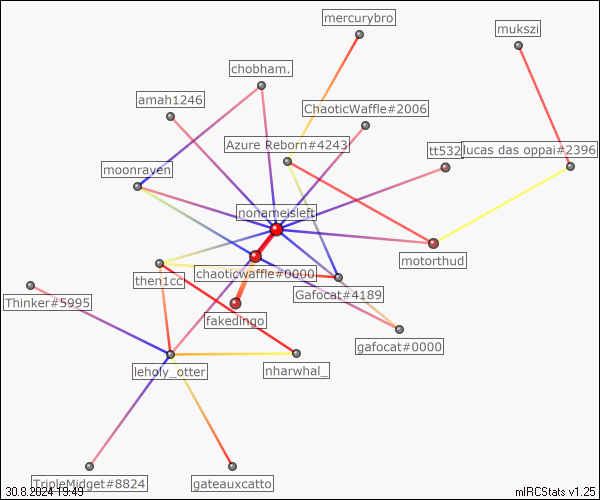 mercurybro
mukszi
chobham.
amah1246
ChaoticWaffle#2006
Azure Reborn#4243
tt532
lucas das oppai#2396
moonraven
nonameisleft
motorthud
chaoticwaffle#0000
then1cc
Gafocat#4189
Thinker#5995
fakedingo
gafocat#0000
leholy_otter
nharwhal_
TripleMidget#8824
gateauxcatto
30.8.2024 19:49
mIRCStats v1.25